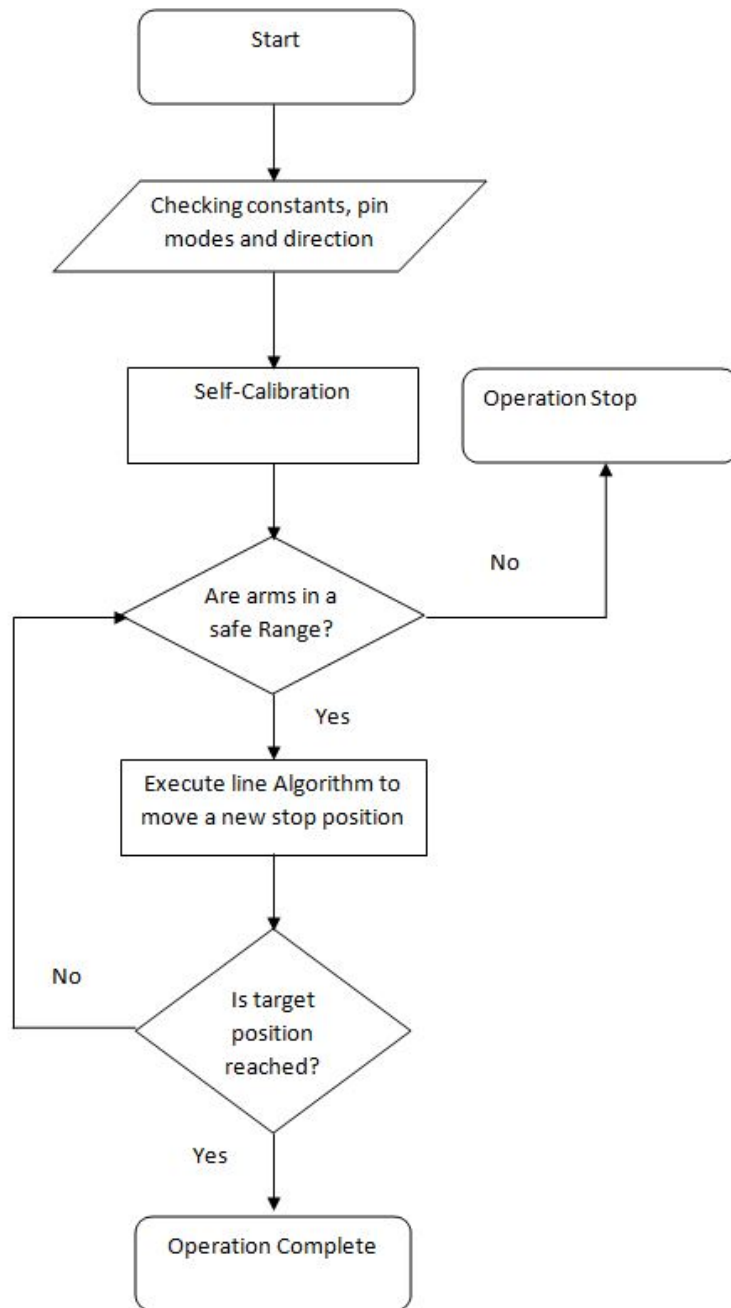 Start
Checking constants, pin
modes and direction
Self-Calibration
Operation Stop
No
Are arms in a
safe Range?
Yes
Execute line Algorithm to
move a new stop position
No
Is target
position
reached?
Yes
Operation Complete